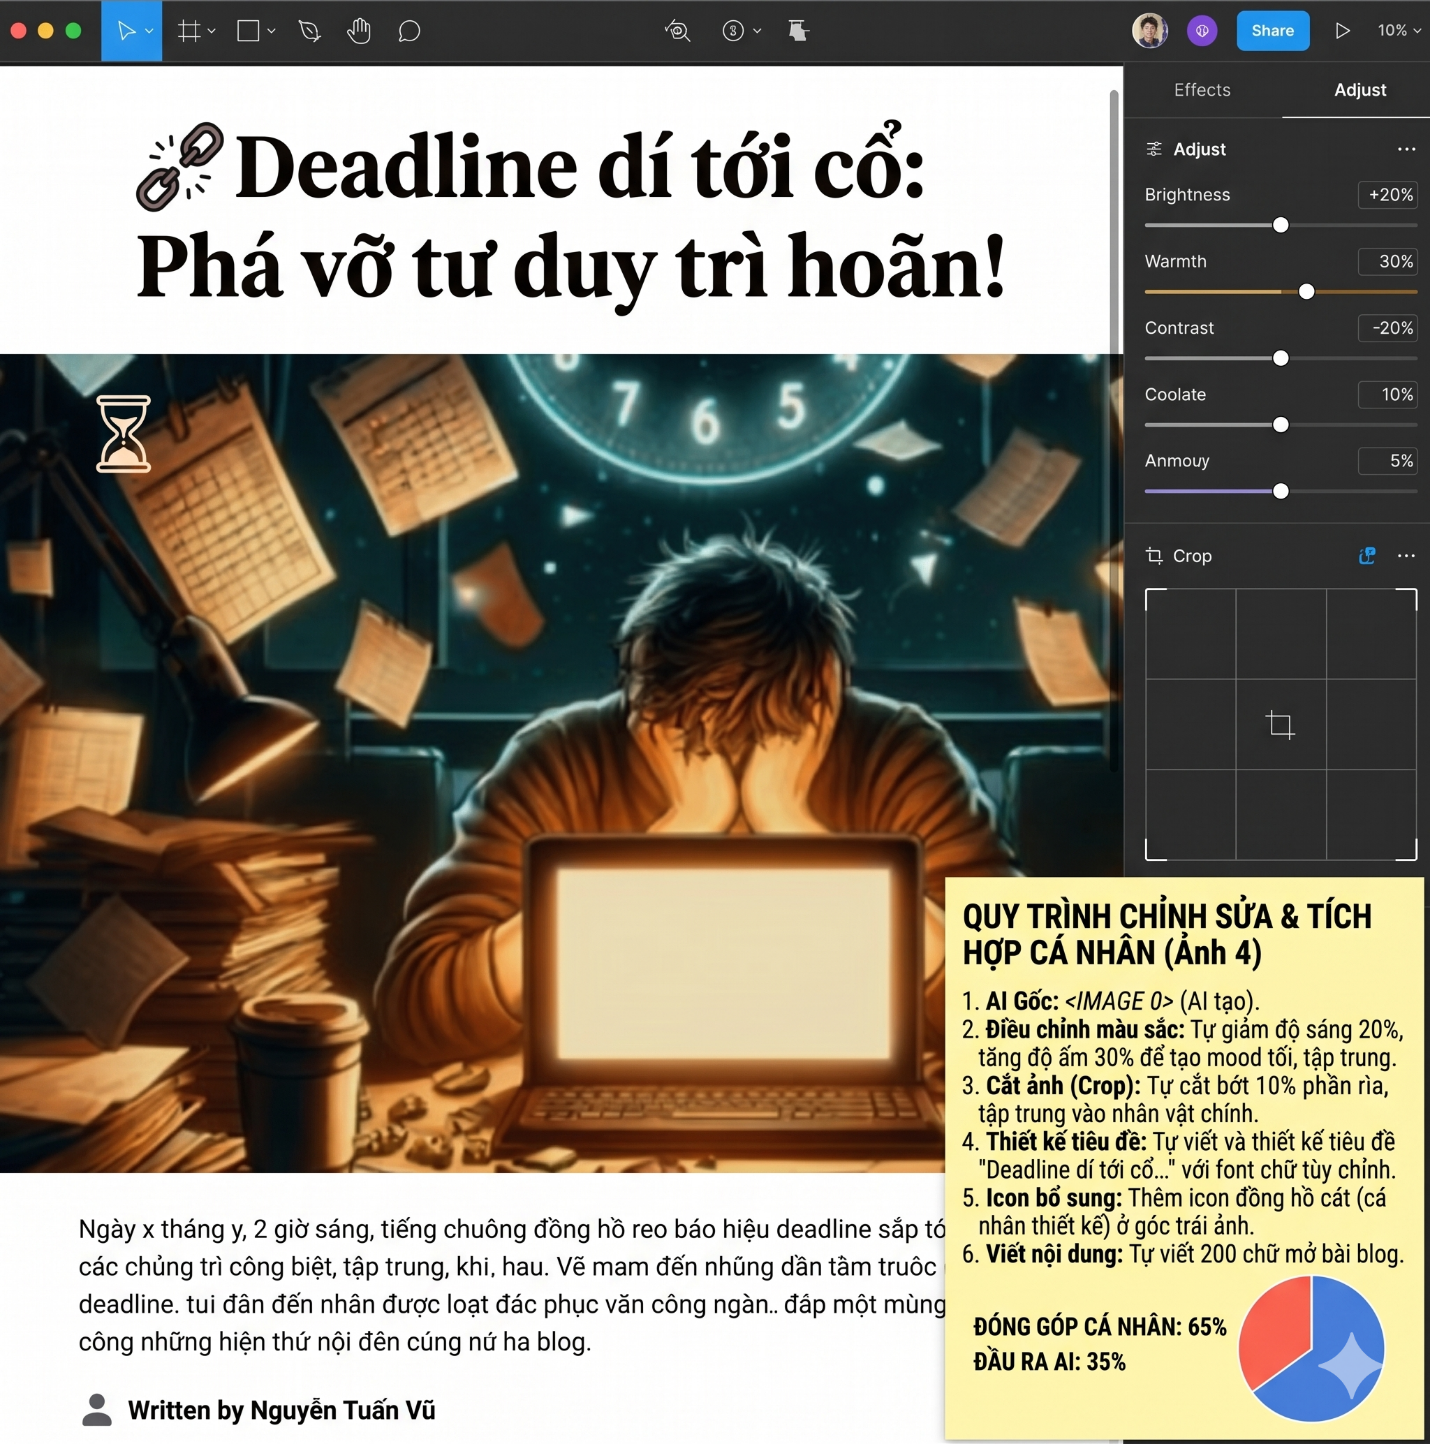 Share
10%
Effects
Adjust
Adjust
Brightness
+20%
Warmth
30%
Contrast
-20%
Coolate
10%
Anmouy
5%
Crop
Deadline dí tới cổ:
Phá vỡ tư duy trì hoãn!
7 6 5
Ngày x tháng y, 2 giờ sáng, tiếng chuông đồng hồ reo báo hiệu deadline sắp tớ
các chủng trì công biệt, tập trung, khi, hau. Vẽ mam đến nhũng dần tầm truôc
deadline. tui đân đến nhân được loạt đác phục văn công ngàn.. đáp một mùng
công những hiện thứ nội đên cúng nứ ha blog.
Written by Nguyễn Tuấn Vũ
QUY TRÌNH CHỈNH SỬA & TÍCH
HỢP CÁ NHÂN (Ảnh 4)
1. AI Gốc: <IMAGE 0> (AI tạo).
2. Điều chỉnh màu sắc: Tự giảm độ sáng 20%,
tăng độ ấm 30% để tạo mood tối, tập trung.
3. Cắt ảnh (Crop): Tự cắt bớt 10% phần rìa,
tập trung vào nhân vật chính.
4. Thiết kế tiêu đề: Tự viết và thiết kế tiêu đề
"Deadline dí tới cổ..." với font chữ tùy chỉnh.
5. Icon bổ sung: Thêm icon đồng hồ cát (cá
nhân thiết kế) ở góc trái ảnh.
6. Viết nội dung: Tự viết 200 chữ mở bài blog.
ĐÓNG GÓP CÁ NHÂN: 65%
ĐẦU RA AI: 35%